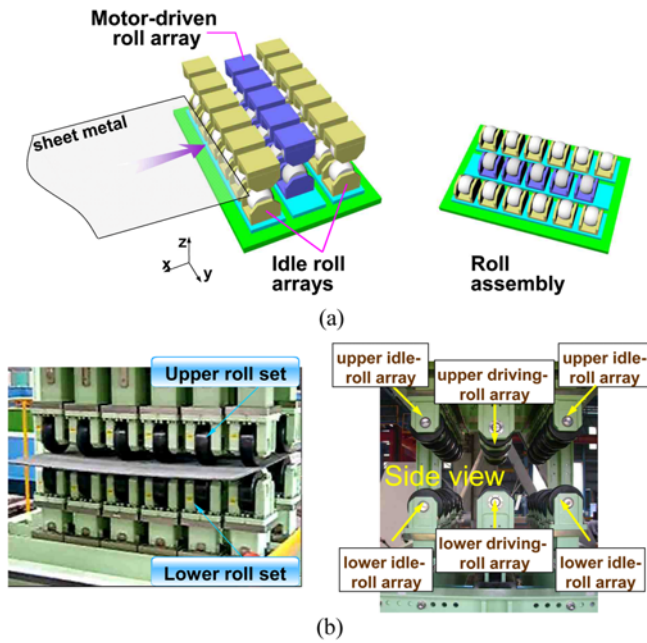 Motor-driven
roll array
sheet metal
z
x
y
Idle roll
arrays
Roll
assembly
(a)
Upper roll set
Lower roll set
upper idle-
roll array
upper driving-
roll array
upper idle-
roll array
Side view
lower idle-
roll array
lower driving-
roll array
lower idle-
roll array
(b)